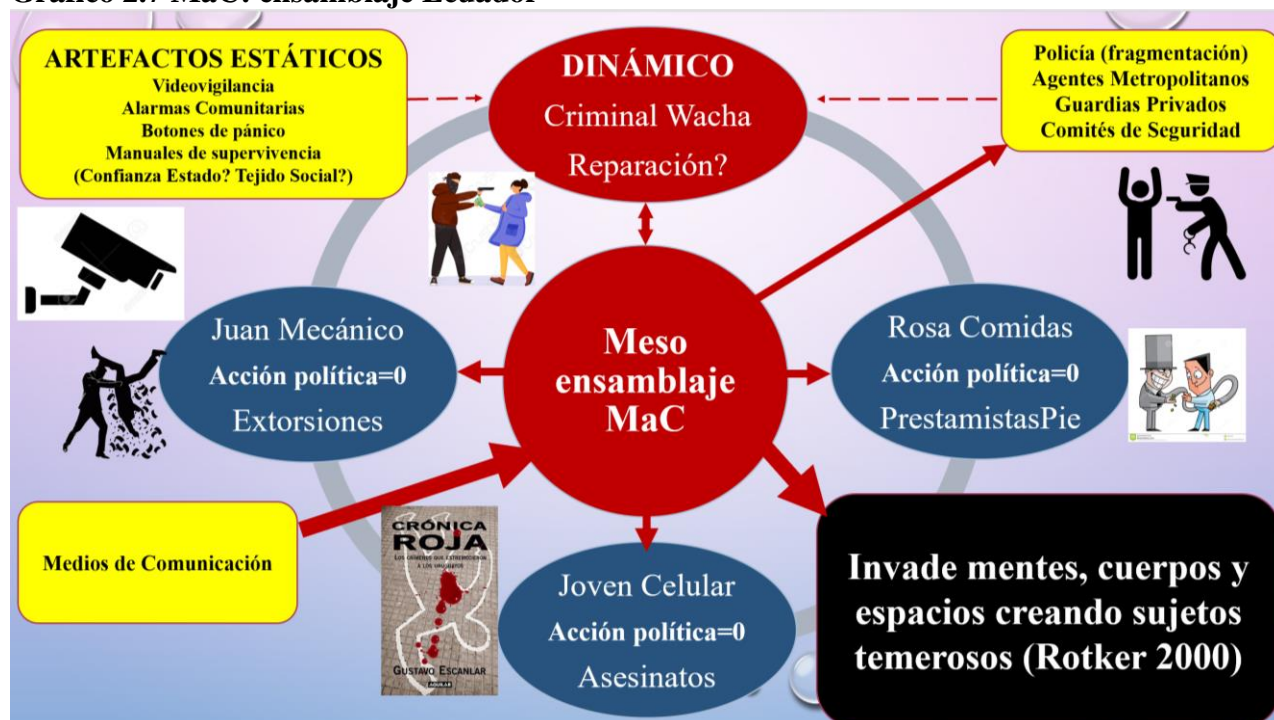 Gráfico 2.7 MaC: ensamblaje Ecuador
ARTEFACTOS ESTÁTICOS
Videovigilancia
Alarmas Comunitarias
Botones de pánico
Manuales de supervivencia
(Confianza Estado? Tejido Social?)
DINÁMICO
Criminal Wacha
Reparación?
Policía (fragmentación)
Agentes Metropolitanos
Guardias Privados
Comités de Seguridad
Juan Mecánico
Acción política=0
Extorsiones
Meso
ensamblaje
MaC
Rosa Comidas
Acción política=0
PrestamistasPie
Medios de Comunicación
CRÓNICA
ROJA
GUSTAVO ESCANLAR
AGUILAR
Joven Celular
Acción política=0
Asesinatos
Invade mentes, cuerpos y
espacios creando sujetos
temerosos (Rotker 2000)